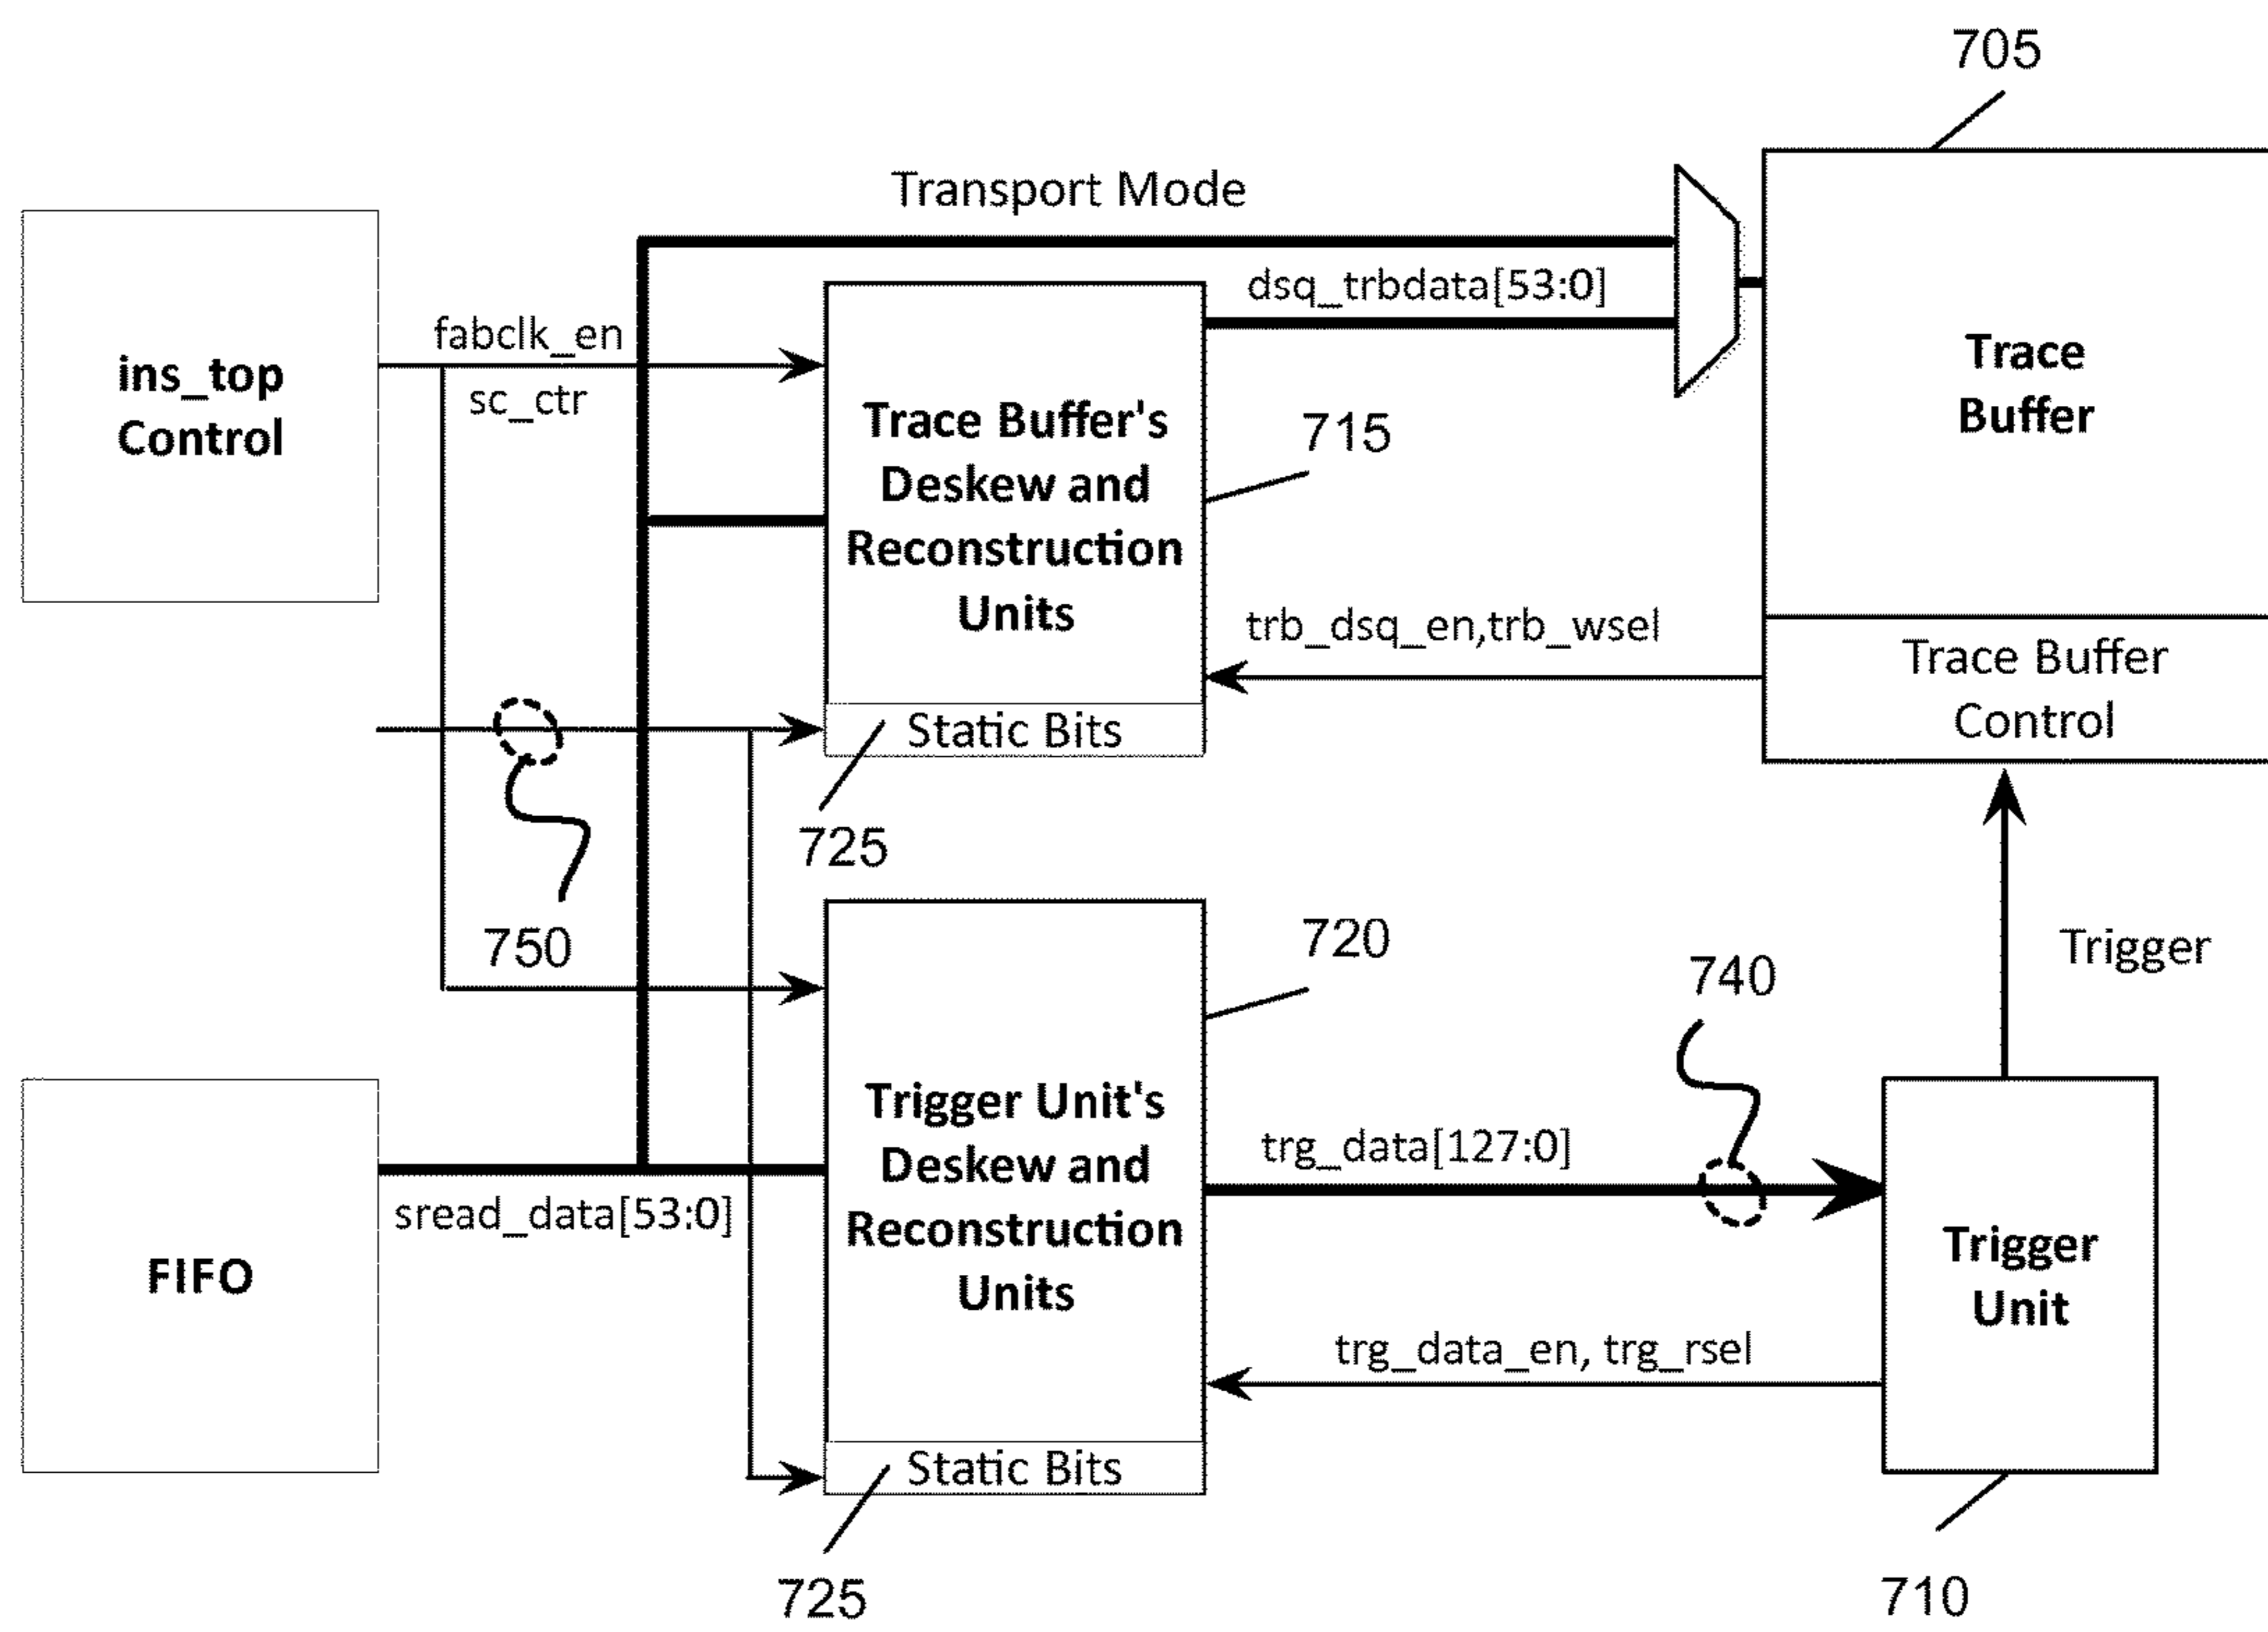 705
Transport Mode
ins_top
Control
fabclk_en
sc_ctr
dsq_trbdata[53:0]
Trace
Buffer
Trace Buffer's
Deskew and
Reconstruction
Units
715
trb_dsq_en,trb_wsel
Trace Buffer
Control
Static Bits
725
750
720
740
Trigger
FIFO
sread_data[53:0]
Trigger Unit's
Deskew and
Reconstruction
Units
trg_data[127:0]
Trigger
Unit
trg_data_en, trg_rsel
Static Bits
725
710